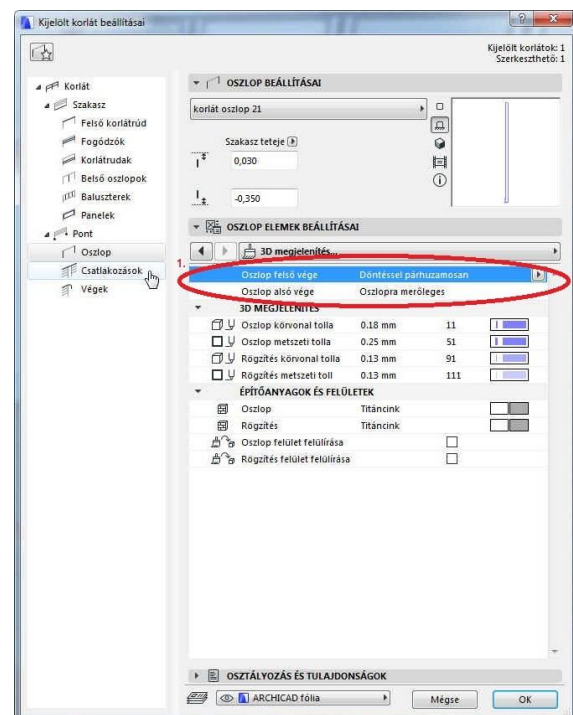 Kijelölt korlát beállításai
Kijelölt korlátok: 1
Szerkeszthető: 1
Korlát
Szakasz
Felső korlátrúd
Fogódzók
Korlátrudak
Belső oszlopok
Baluszterek
Panelek
Pont
Oszlop
Csatlakozások
Végek
OSZLOP BEÁLLÍTÁSAI
korlát oszlop 21
Szakasz teteje
0,030
-0,350
OSZLOP ELEMEK BEÁLLÍTÁSAI
3D megjelenítés...
1.
Oszlop felső vége Döntéssel párhuzamosan
Oszlop alsó vége Oszlopra merőleges
3D MEGJELENÍTÉS
Oszlop körvonal tolla 0.18 mm 11
Oszlop metszeti tolla 0.25 mm 51
Rögzítés körvonal tolla 0.13 mm 91
Rögzítés metszeti toll 0.13 mm 111
ÉPÍTŐANYAGOK ÉS FELÜLETEK
Oszlop Titáncink
Rögzítés Titáncink
Oszlop felület felülírása
Rögzítés felület felülírása
OSZTÁLYOZÁS ÉS TULAJDONSÁGOK
ARCHICAD fólia
Mégse
OK